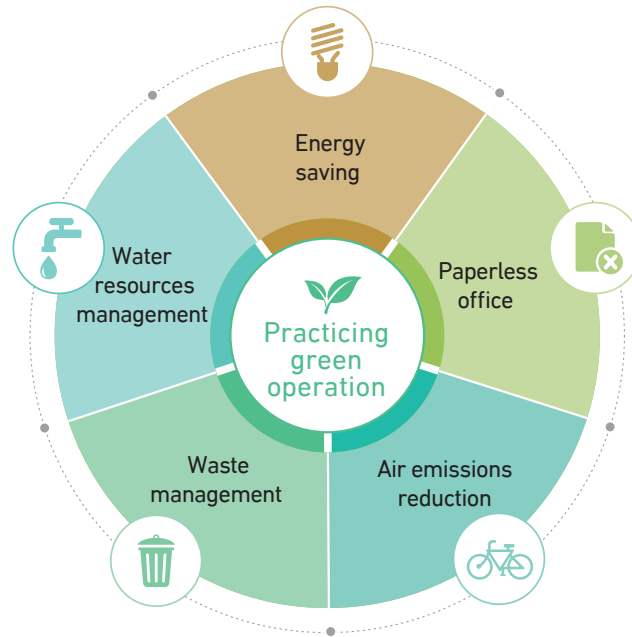 Energy
saving
Paperless
office
Water
resources
management
Practicing
green
operation
Waste
management
Air emissions
reduction